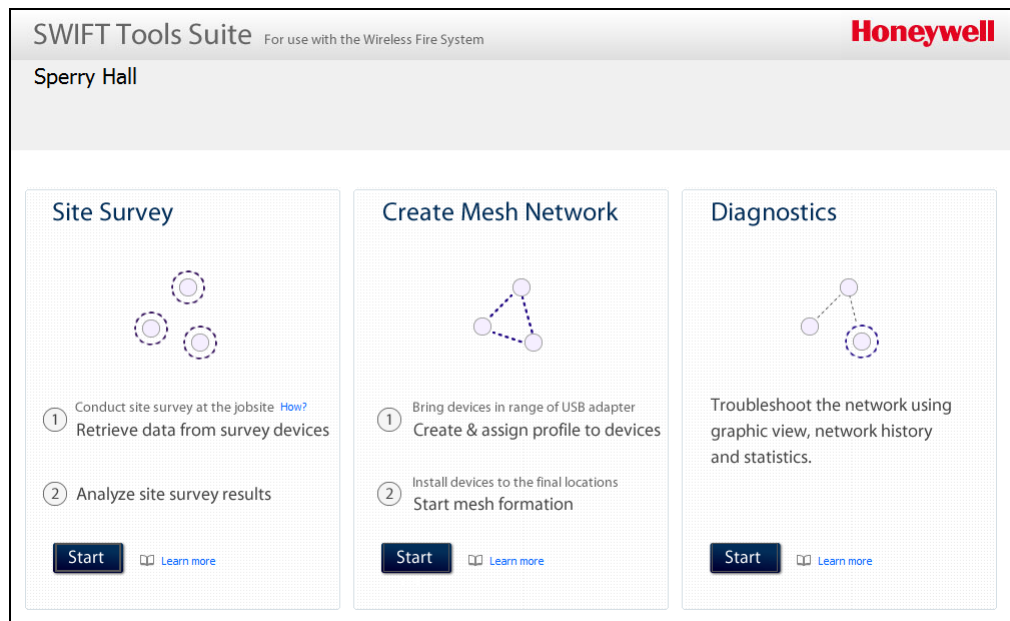 SWIFT Tools Suite For use with the Wireless Fire System
Honeywell
Sperry Hall
Site Survey
1 Conduct site survey at the jobsite How?
Retrieve data from survey devices
2 Analyze site survey results
Start Learn more
Create Mesh Network
1 Bring devices in range of USB adapter
Create & assign profile to devices
2 Install devices to the final locations
Start mesh formation
Start Learn more
Diagnostics
Troubleshoot the network using
graphic view, network history
and statistics.
Start Learn more